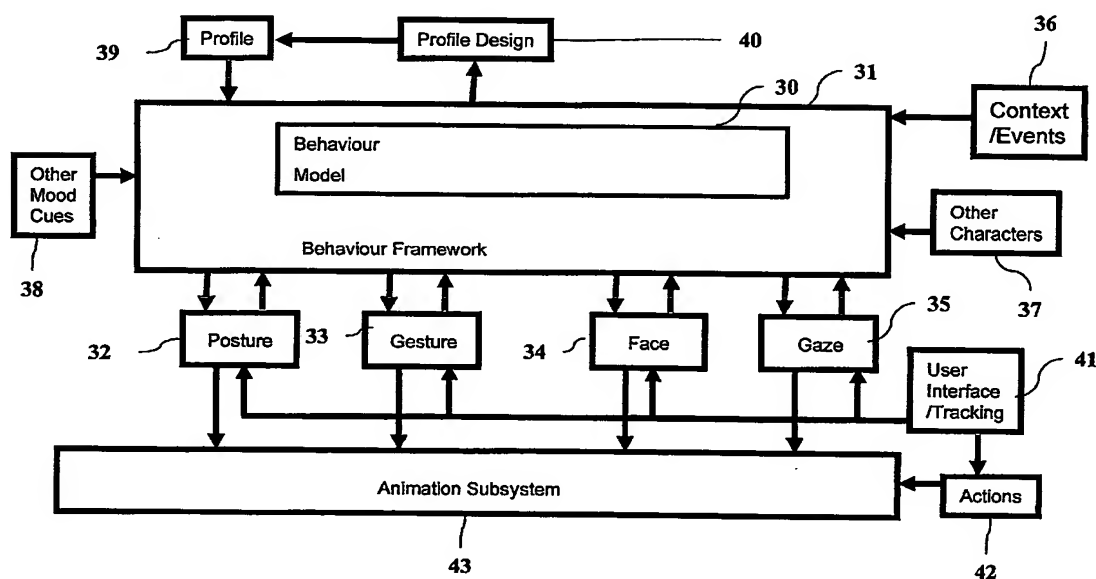 39
Profile
Profile Design
40
36
30
31
Context
/Events
Behaviour
Model
Other
Mood
Cues
Other
Characters
Behaviour Framework
38
37
32
Posture
33
Gesture
34
Face
35
Gaze
User
Interface
/Tracking
41
Animation Subsystem
Actions
43
42